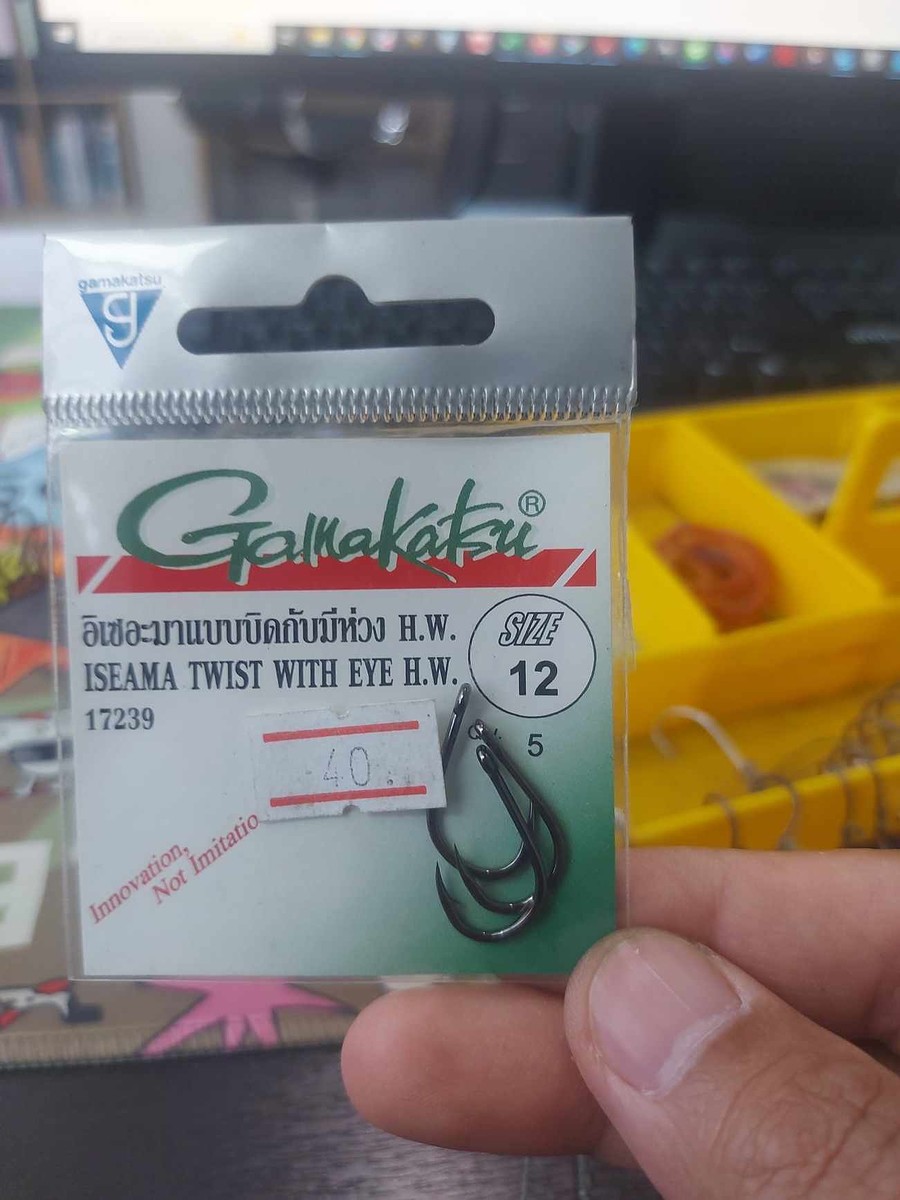 gamakatsu
g
Gamakatsu®
อิเซอะมาแบบบิดกับมีห่วง H.W.
ISEAMA TWIST WITH EYE H.W.
17239
SIZE
12
5
40.
Innovation,
Not Imitatio